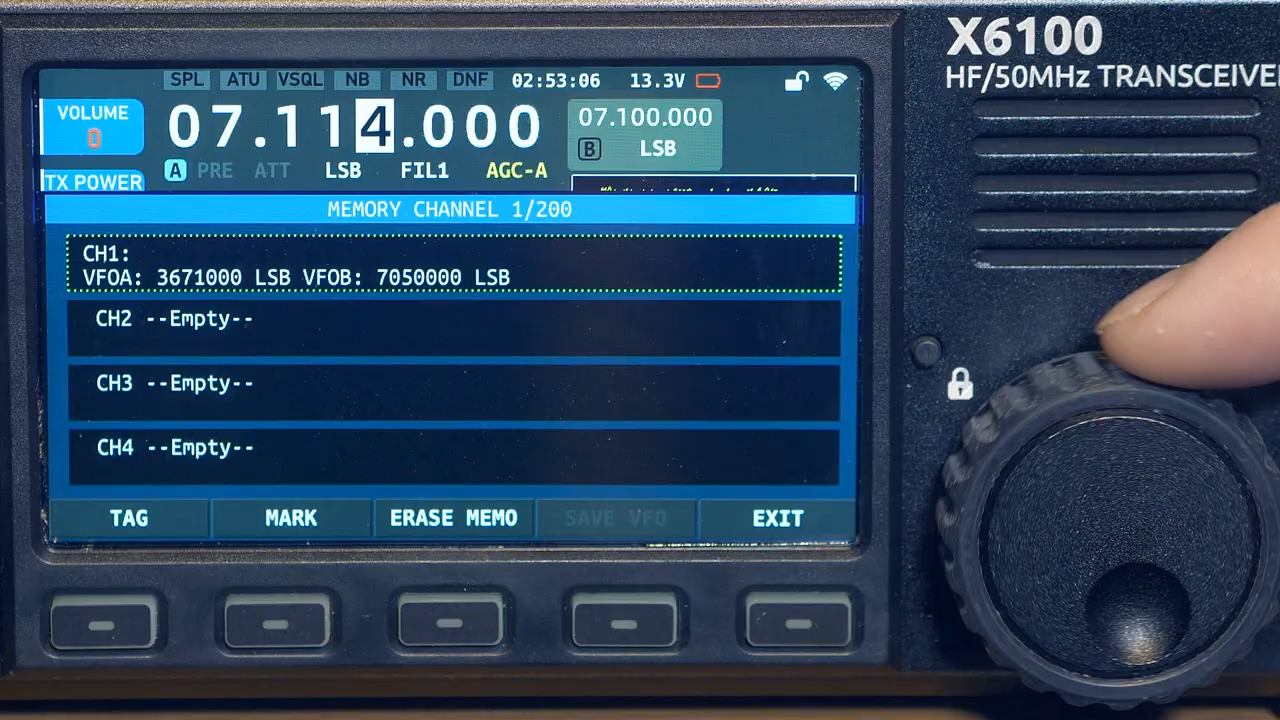 X6100
HF/50MHz TRANSCEIVER
SPL ATU VSQL NB NR DNF 02:53:06 13.3V
VOLUME
0
07.114.000
07.100.000
B LSB
A PRE ATT LSB FIL1 AGC-A
TX POWER
MEMORY CHANNEL 1/200
CH1:
VFOA: 3671000 LSB VFOB: 7050000 LSB
CH2 --Empty--
CH3 --Empty--
CH4 --Empty--
TAG MARK ERASE MEMO SAVE VFO EXIT